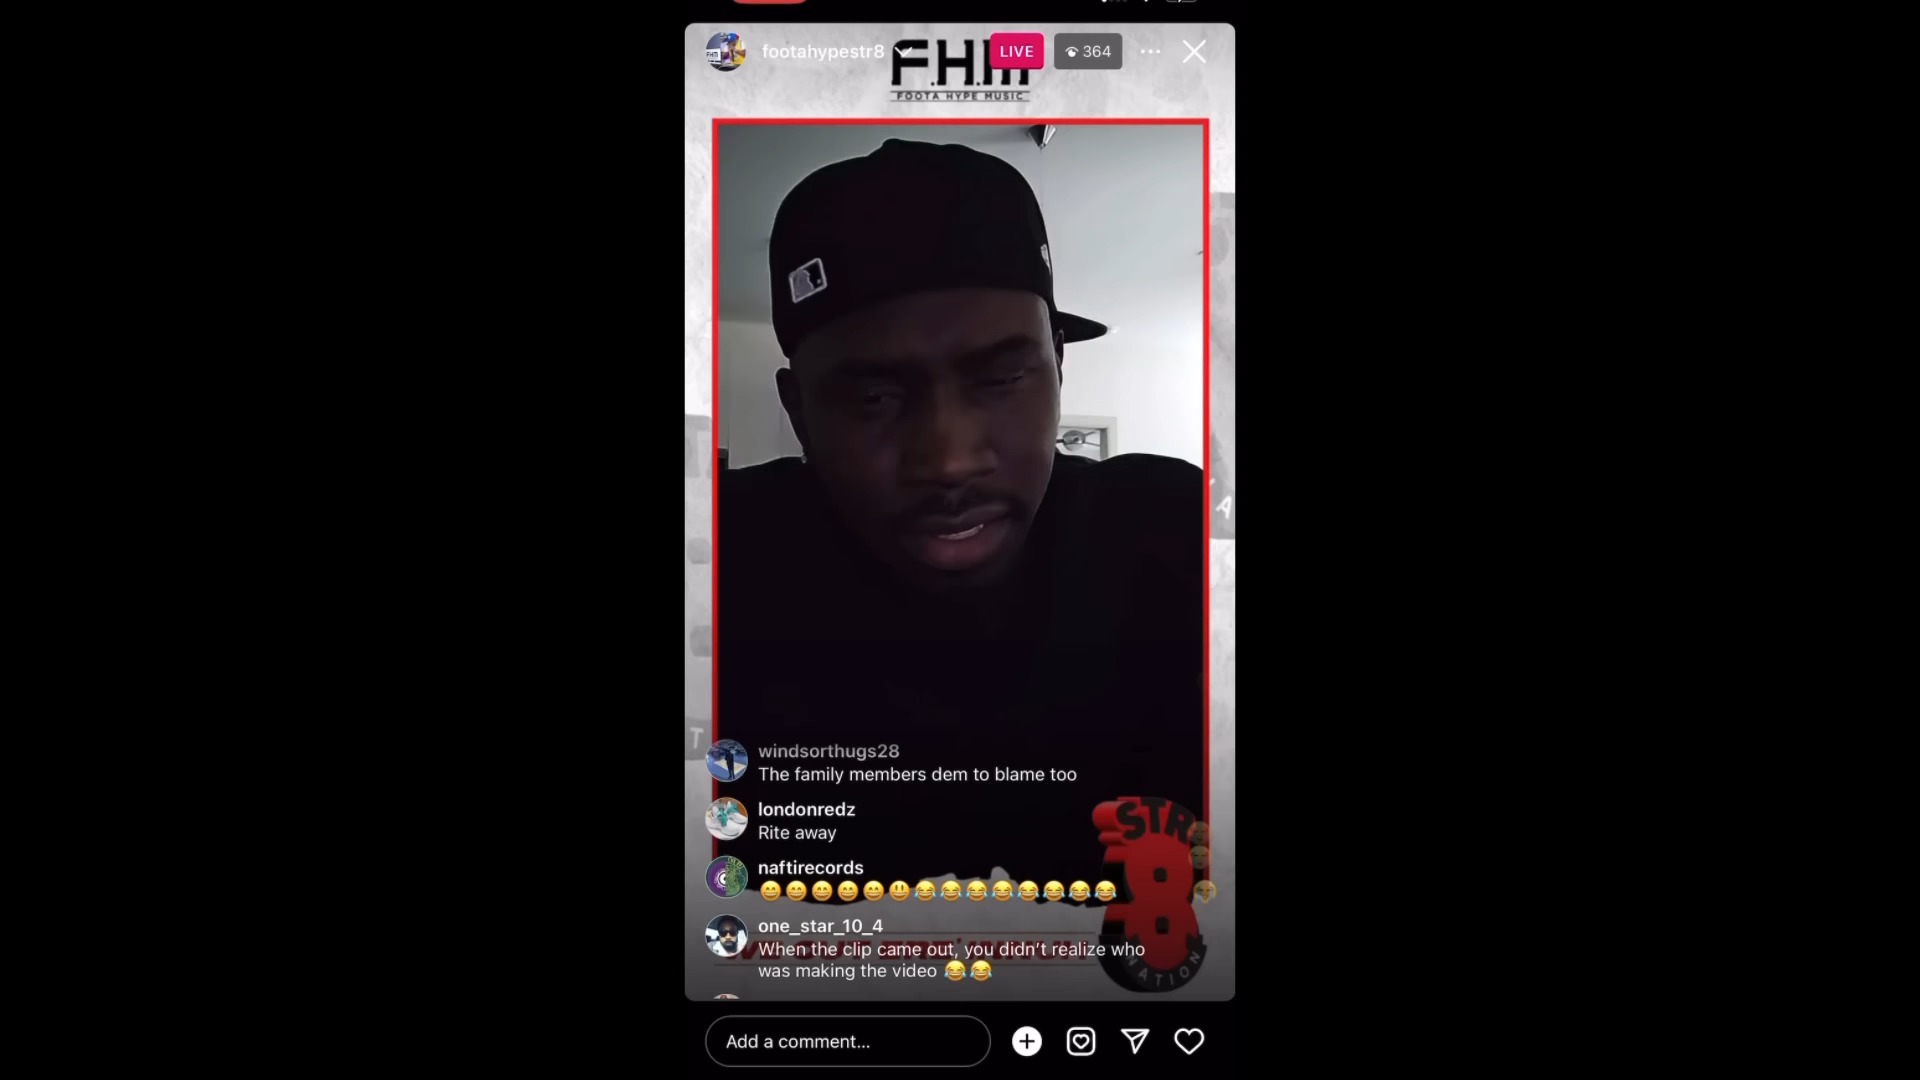 footahypestr8
F.H.M
LIVE
364
FOOTA HYPE MUSIC
windsorthugs28
The family members dem to blame too
londonredz
Rite away
naftirecords
😄😄😄😄😄😃😂😂😂😂😂😂😂😂
one_star_10_4
When the clip came out, you didn't realize who
was making the video 😂😂
STR
8
NATION
Add a comment...